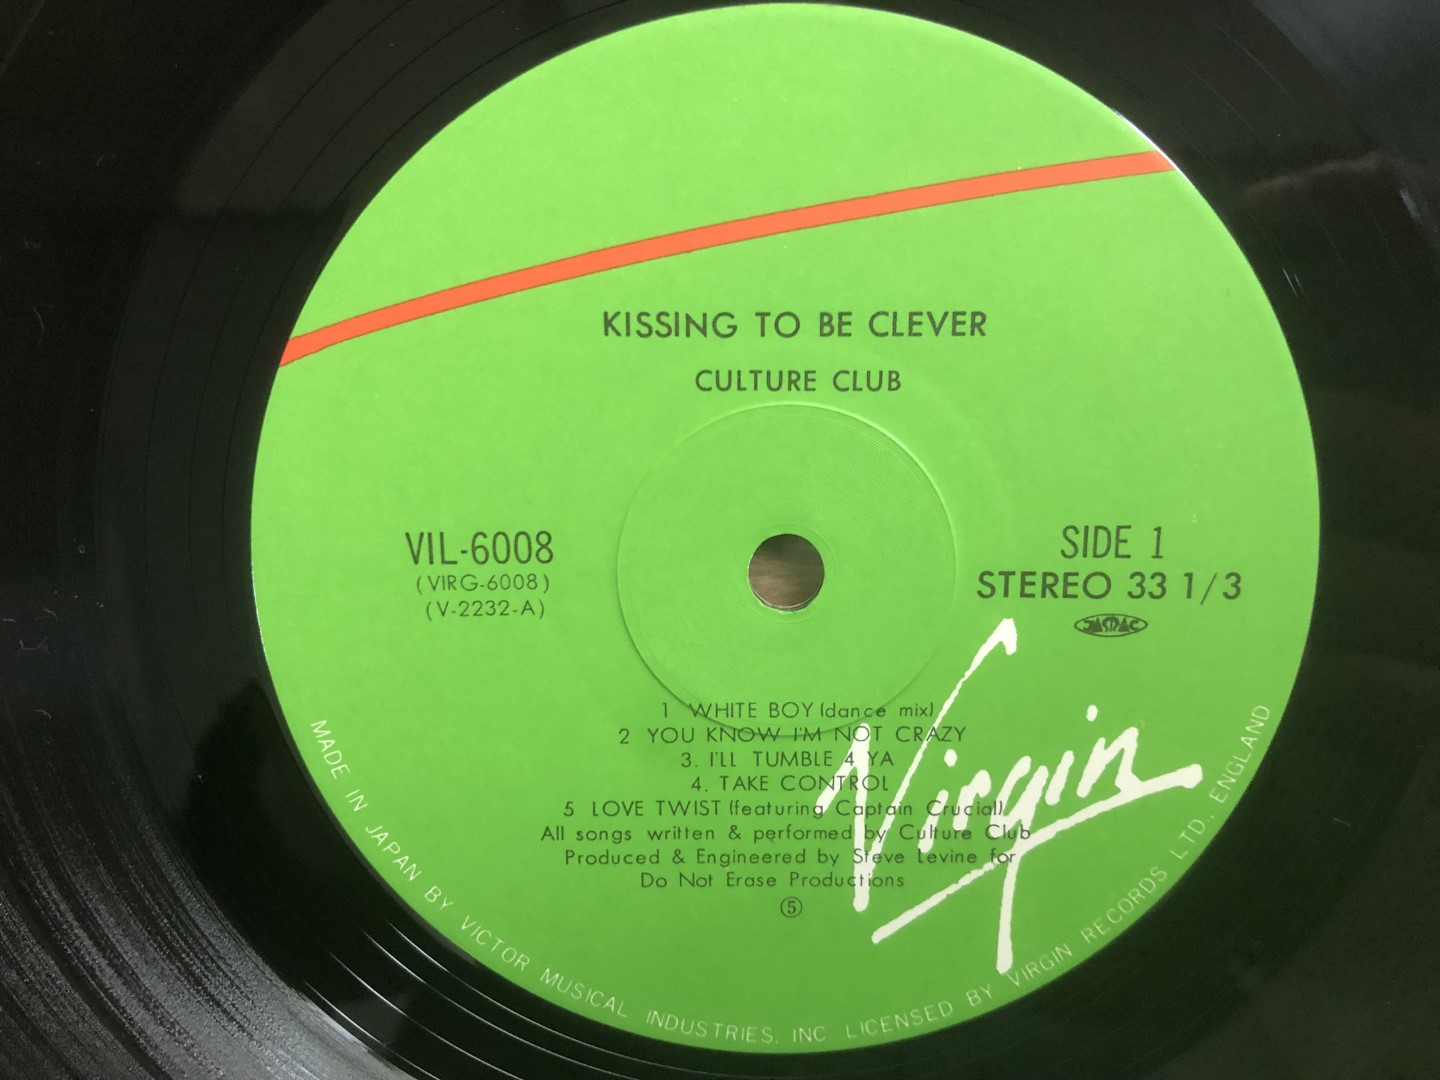 KISSING TO BE CLEVER
CULTURE CLUB
VIL-6008
(VIRG-6008)
(V-2232-A)
SIDE 1
STEREO 33 1/3
JASRAC
1 WHITE BOY (dance mix)
2 YOU KNOW I'M NOT CRAZY
3. I'LL TUMBLE 4 YA
4. TAKE CONTROL
5 LOVE TWIST (featuring Captain Crucial)
All songs written & performed by Culture Club
Produced & Engineered by Steve Levine for
Do Not Erase Productions
⑤
Virgin
MADE IN JAPAN BY VICTOR MUSICAL INDUSTRIES, INC. LICENSED BY VIRGIN RECORDS LTD., ENGLAND